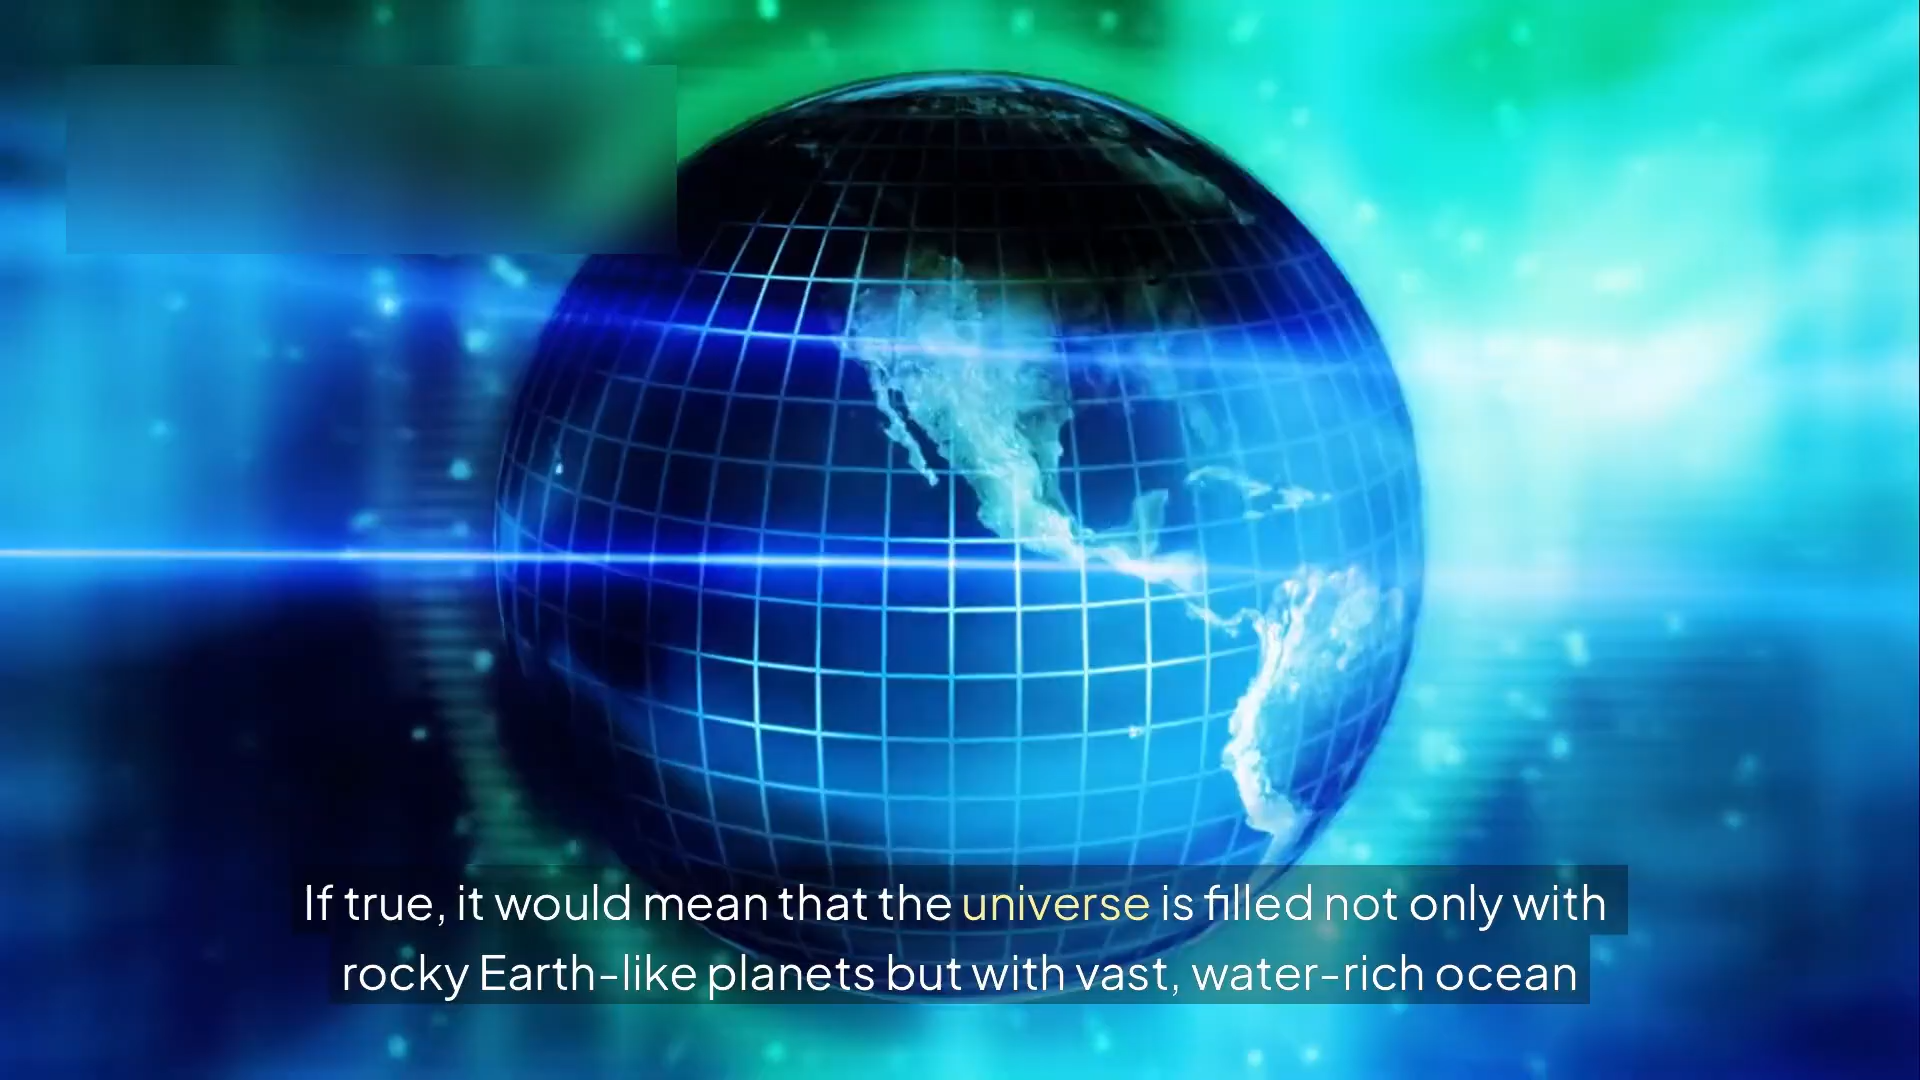 If true, it would mean that the universe is filled not only with
rocky Earth-like planets but with vast, water-rich ocean